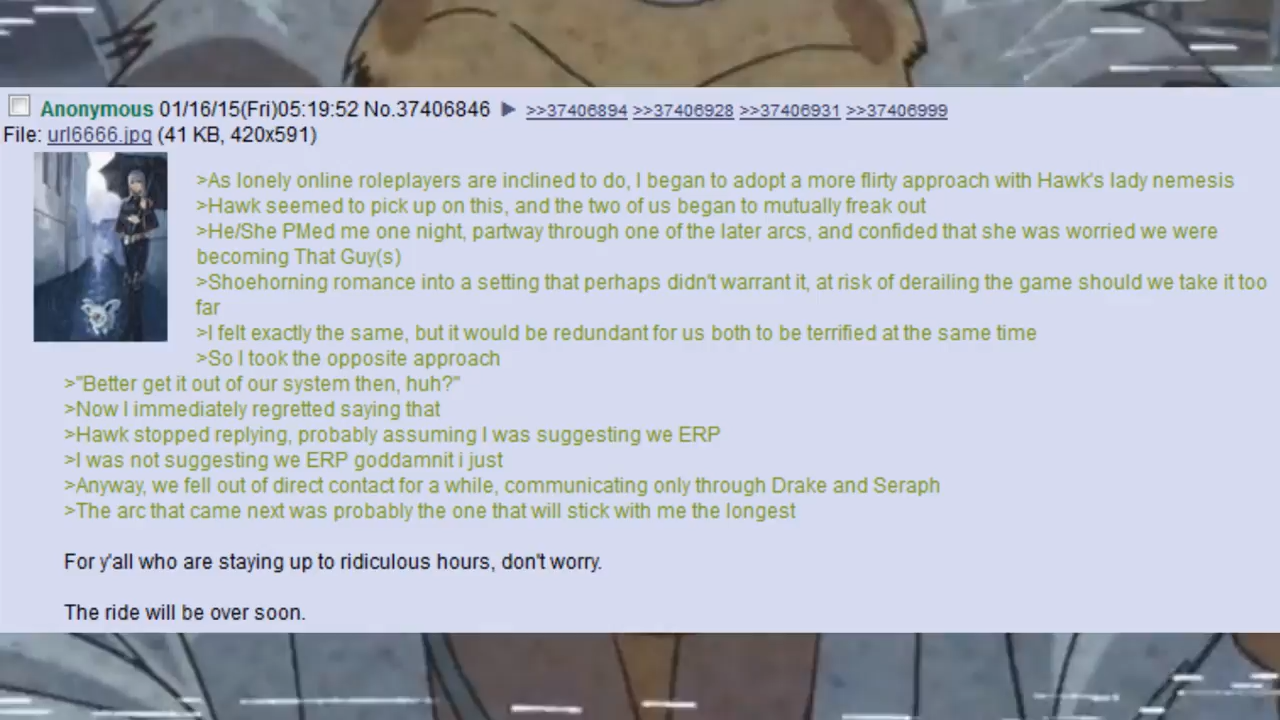 Anonymous 01/16/15(Fri)05:19:52 No.37406846 ▶ >>37406894 >>37406928 >>37406931 >>37406999
File: url6666.jpg (41 KB, 420x591)
>As lonely online roleplayers are inclined to do, I began to adopt a more flirty approach with Hawk's lady nemesis
>Hawk seemed to pick up on this, and the two of us began to mutually freak out
>He/She PMed me one night, partway through one of the later arcs, and confided that she was worried we were
becoming That Guy(s)
>Shoehorning romance into a setting that perhaps didn't warrant it, at risk of derailing the game should we take it too
far
>I felt exactly the same, but it would be redundant for us both to be terrified at the same time
>So I took the opposite approach
>"Better get it out of our system then, huh?"
>Now I immediately regretted saying that
>Hawk stopped replying, probably assuming I was suggesting we ERP
>I was not suggesting we ERP goddamnit i just
>Anyway, we fell out of direct contact for a while, communicating only through Drake and Seraph
>The arc that came next was probably the one that will stick with me the longest
For y'all who are staying up to ridiculous hours, don't worry.
The ride will be over soon.